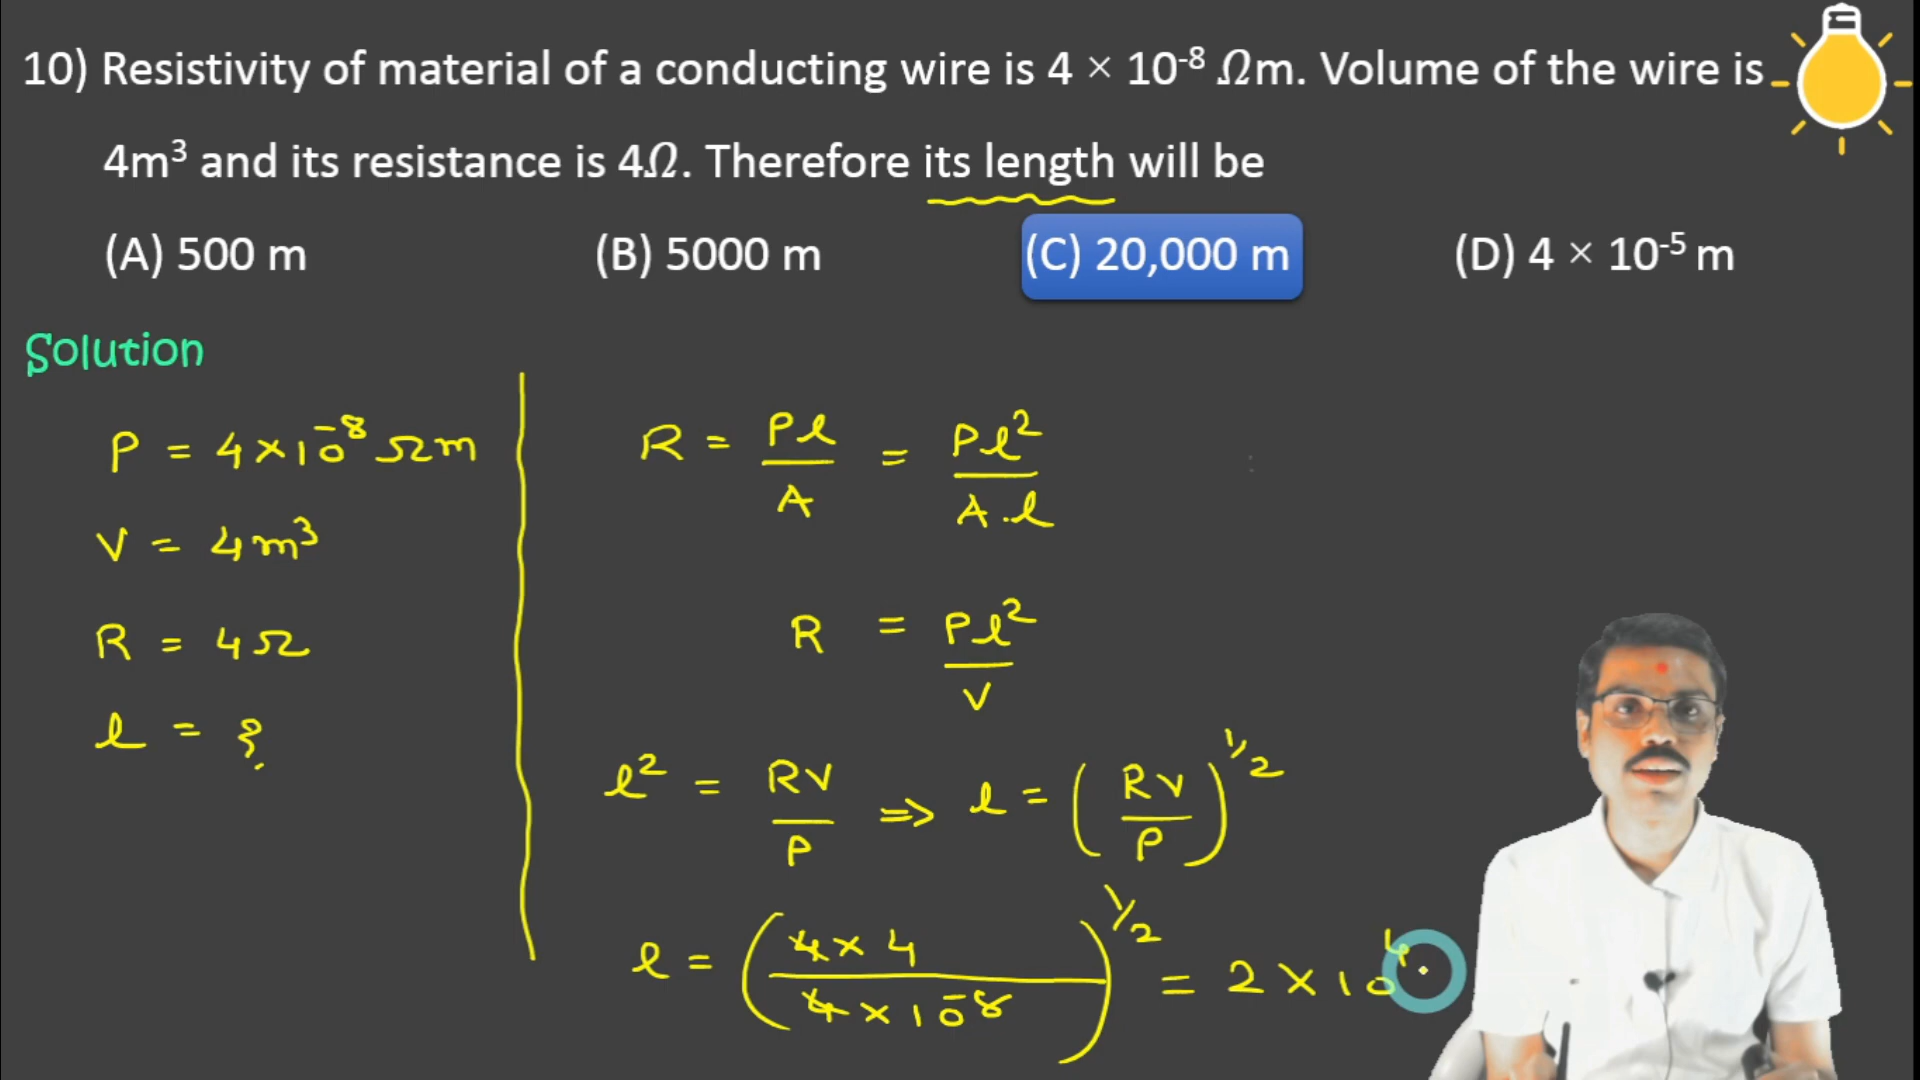 10) Resistivity of material of a conducting wire is 4 × 10⁻⁸ Ωm. Volume of the wire is
4m³ and its resistance is 4Ω. Therefore its length will be
(A) 500 m (B) 5000 m (C) 20,000 m (D) 4 × 10⁻⁵ m
Solution
ρ = 4×10⁻⁸ Ωm
V = 4m³
R = 4Ω
l = ?
R = ρl/A = ρl²/A.l
R = ρl²/V
l² = RV/ρ ⇒ l = (RV/ρ)^1/2
l = (4×4/4×10⁻⁸)^1/2 = 2×10⁴